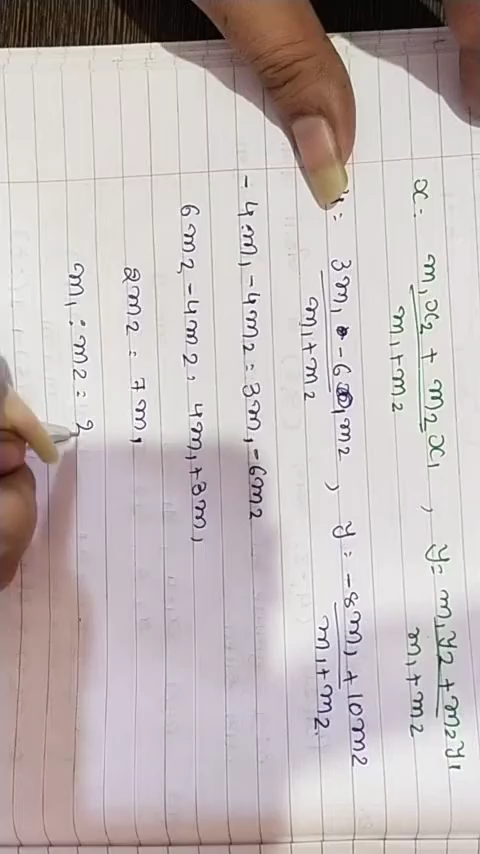 x = m₁x₂ + m₂x₁ / m₁ + m₂ , y = m₁y₂ + m₂y₁ / m₁ + m₂
= 3m₁ - 6m₂ / m₁ + m₂ , y = -8m₁ + 10m₂ / m₁ + m₂
- 4m₁ - 4m₂ = 3m₁ - 6m₂
6m₂ - 4m₂ = 4m₁ + 3m₁
2m₂ = 7m₁
m₁ : m₂ = 2